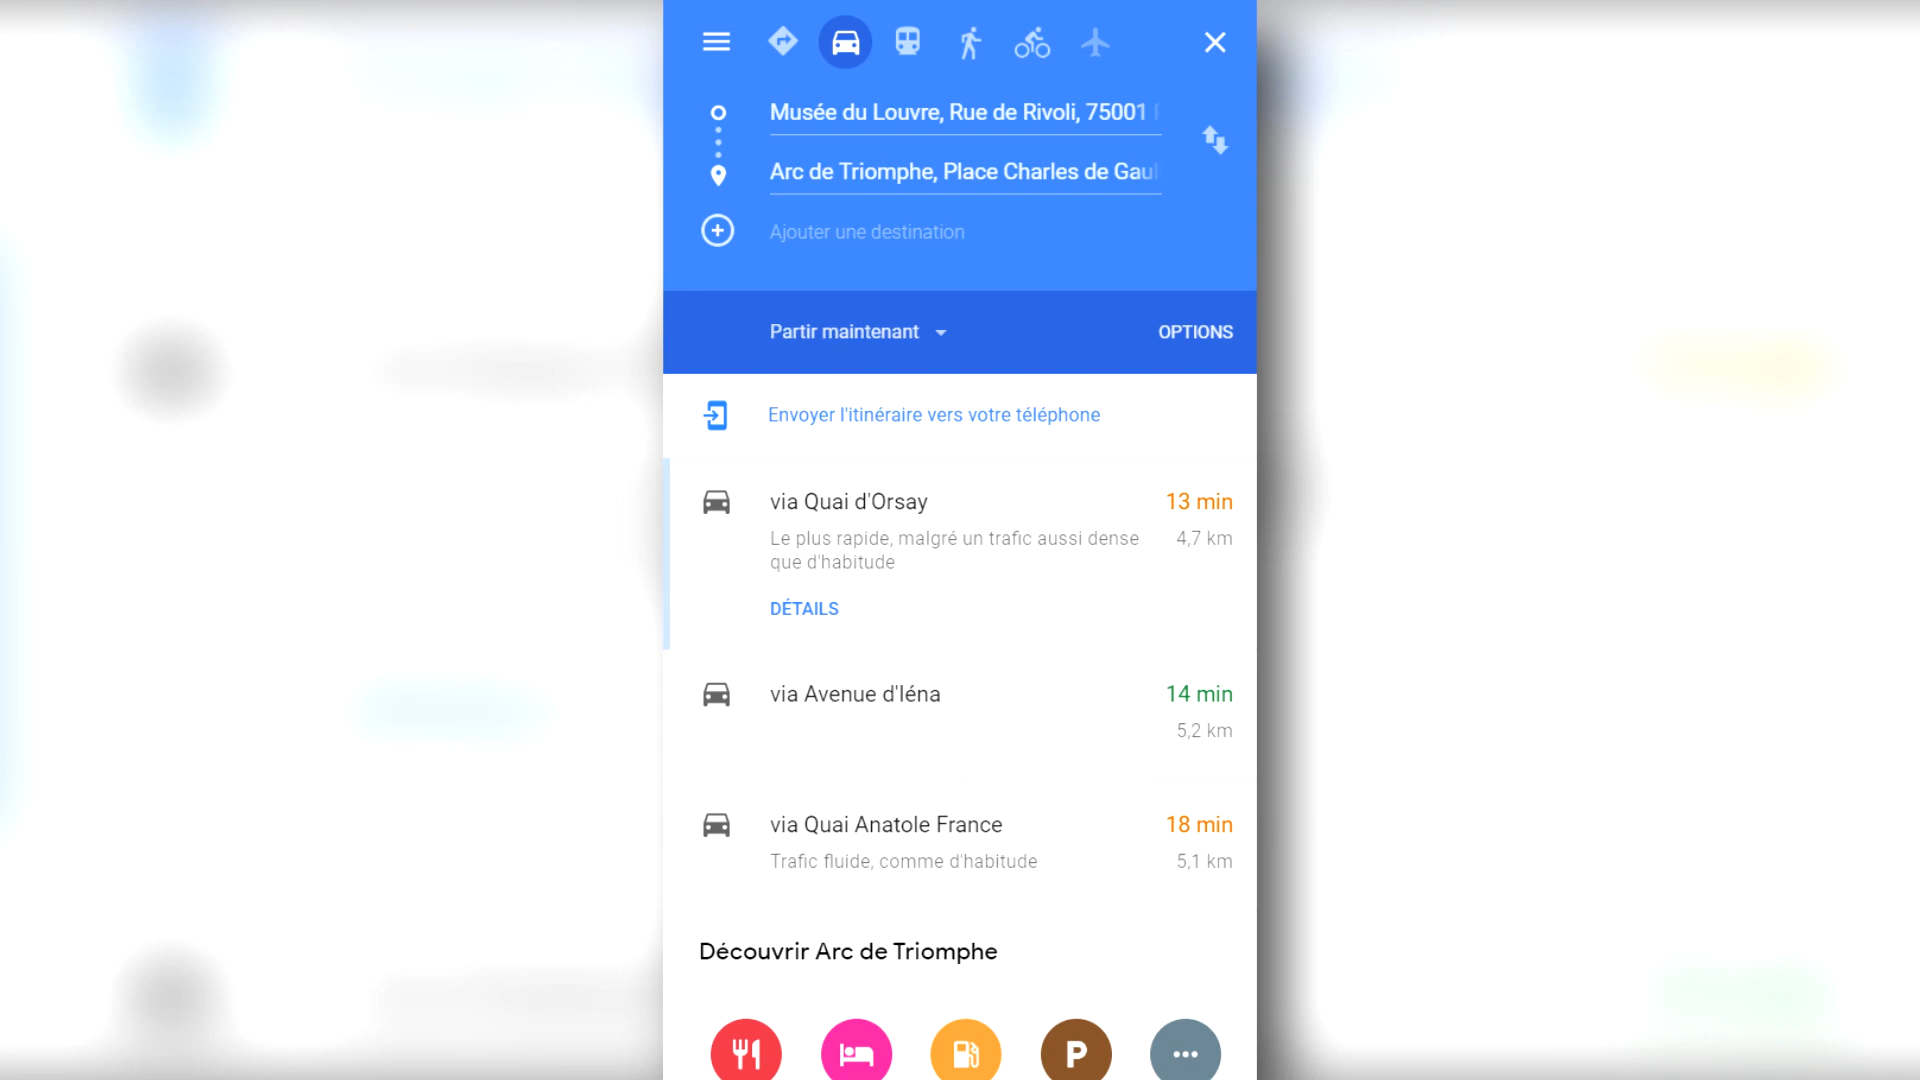 Musée du Louvre, Rue de Rivoli, 75001
Arc de Triomphe, Place Charles de Gaul
Ajouter une destination
Partir maintenant
OPTIONS
Envoyer l'itinéraire vers votre téléphone
via Quai d'Orsay
13 min
Le plus rapide, malgré un trafic aussi dense
4,7 km
que d'habitude
DÉTAILS
via Avenue d'Iéna
14 min
5,2 km
via Quai Anatole France
18 min
Trafic fluide, comme d'habitude
5,1 km
Découvrir Arc de Triomphe
P